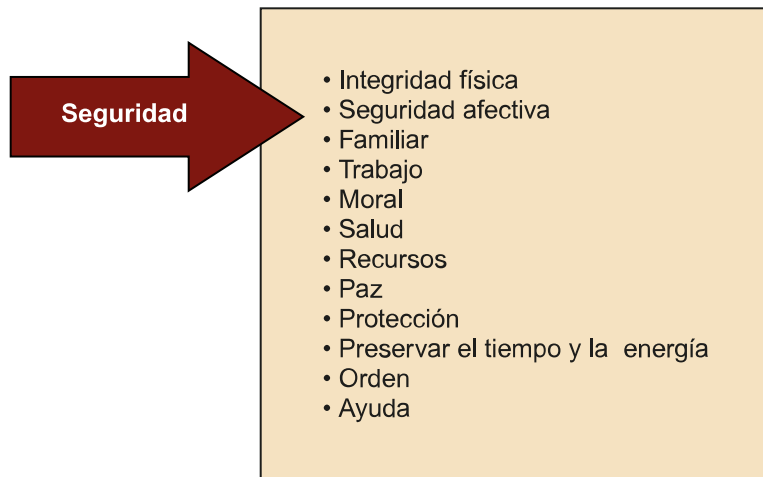 Seguridad
• Integridad física
• Seguridad afectiva
• Familiar
• Trabajo
• Moral
• Salud
• Recursos
• Paz
• Protección
• Preservar el tiempo y la  energía
• Orden
• Ayuda